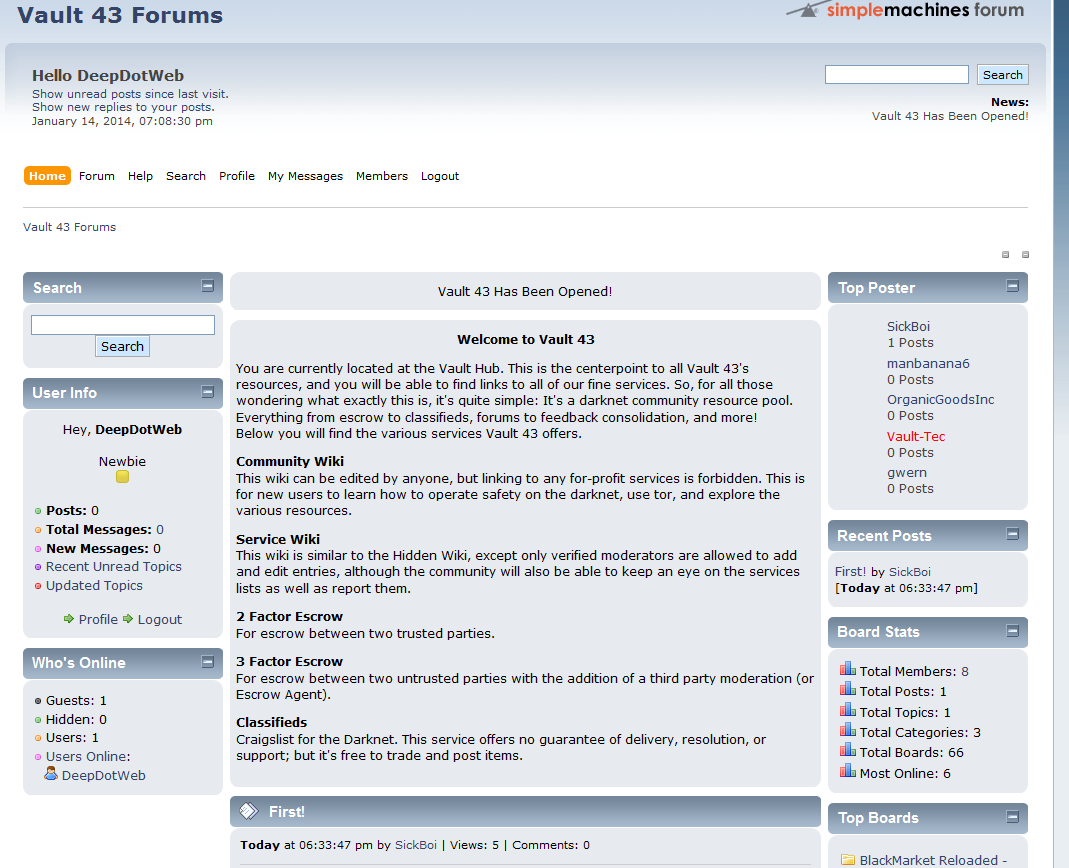 Vault 43 Forums
simplemachines forum
Hello DeepDotWeb
Show unread posts since last visit.
Show new replies to your posts.
January 14, 2014, 07:08:30 pm
Search
News:
Vault 43 Has Been Opened!
Home Forum Help Search Profile My Messages Members Logout
Vault 43 Forums
Search
Search
User Info
Hey, DeepDotWeb
Newbie
Posts: 0
Total Messages: 0
New Messages: 0
Recent Unread Topics
Updated Topics
Profile Logout
Who's Online
Guests: 1
Hidden: 0
Users: 1
Users Online:
DeepDotWeb
Vault 43 Has Been Opened!
Welcome to Vault 43
You are currently located at the Vault Hub. This is the centerpoint to all Vault 43's
resources, and you will be able to find links to all of our fine services. So, for all those
wondering what exactly this is, it's quite simple: It's a darknet community resource pool.
Everything from escrow to classifieds, forums to feedback consolidation, and more!
Below you will find the various services Vault 43 offers.
Community Wiki
This wiki can be edited by anyone, but linking to any for-profit services is forbidden. This is
for new users to learn how to operate safety on the darknet, use tor, and explore the
various resources.
Service Wiki
This wiki is similar to the Hidden Wiki, except only verified moderators are allowed to add
and edit entries, although the community will also be able to keep an eye on the services
lists as well as report them.
2 Factor Escrow
For escrow between two trusted parties.
3 Factor Escrow
For escrow between two untrusted parties with the addition of a third party moderation (or
Escrow Agent).
Classifieds
Craigslist for the Darknet. This service offers no guarantee of delivery, resolution, or
support; but it's free to trade and post items.
First!
Today at 06:33:47 pm by SickBoi | Views: 5 | Comments: 0
Top Poster
SickBoi
1 Posts
manbanana6
0 Posts
OrganicGoodsInc
0 Posts
Vault-Tec
0 Posts
gwern
0 Posts
Recent Posts
First! by SickBoi
[Today at 06:33:47 pm]
Board Stats
Total Members: 8
Total Posts: 1
Total Topics: 1
Total Categories: 3
Total Boards: 66
Most Online: 6
Top Boards
BlackMarket Reloaded -